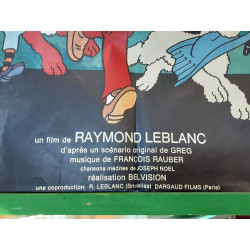 un film de RAYMOND LEBLANC
d'après un scénario original de GREG
musique de FRANÇOIS RAUBER
chansons inédites de JOSEPH NOEL
réalisation BELVISION
une coproduction: R. LEBLANC (Bruxelles) DARGAUD FILMS (Paris)